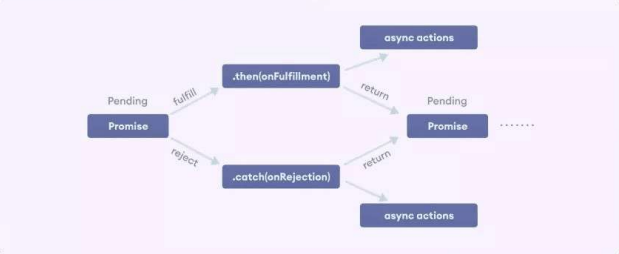 async actions
.then(onFulfillment)
fulfill
return
Pending
Pending
Promise
Promise
.......
reject
return
.catch(onRejection)
async actions